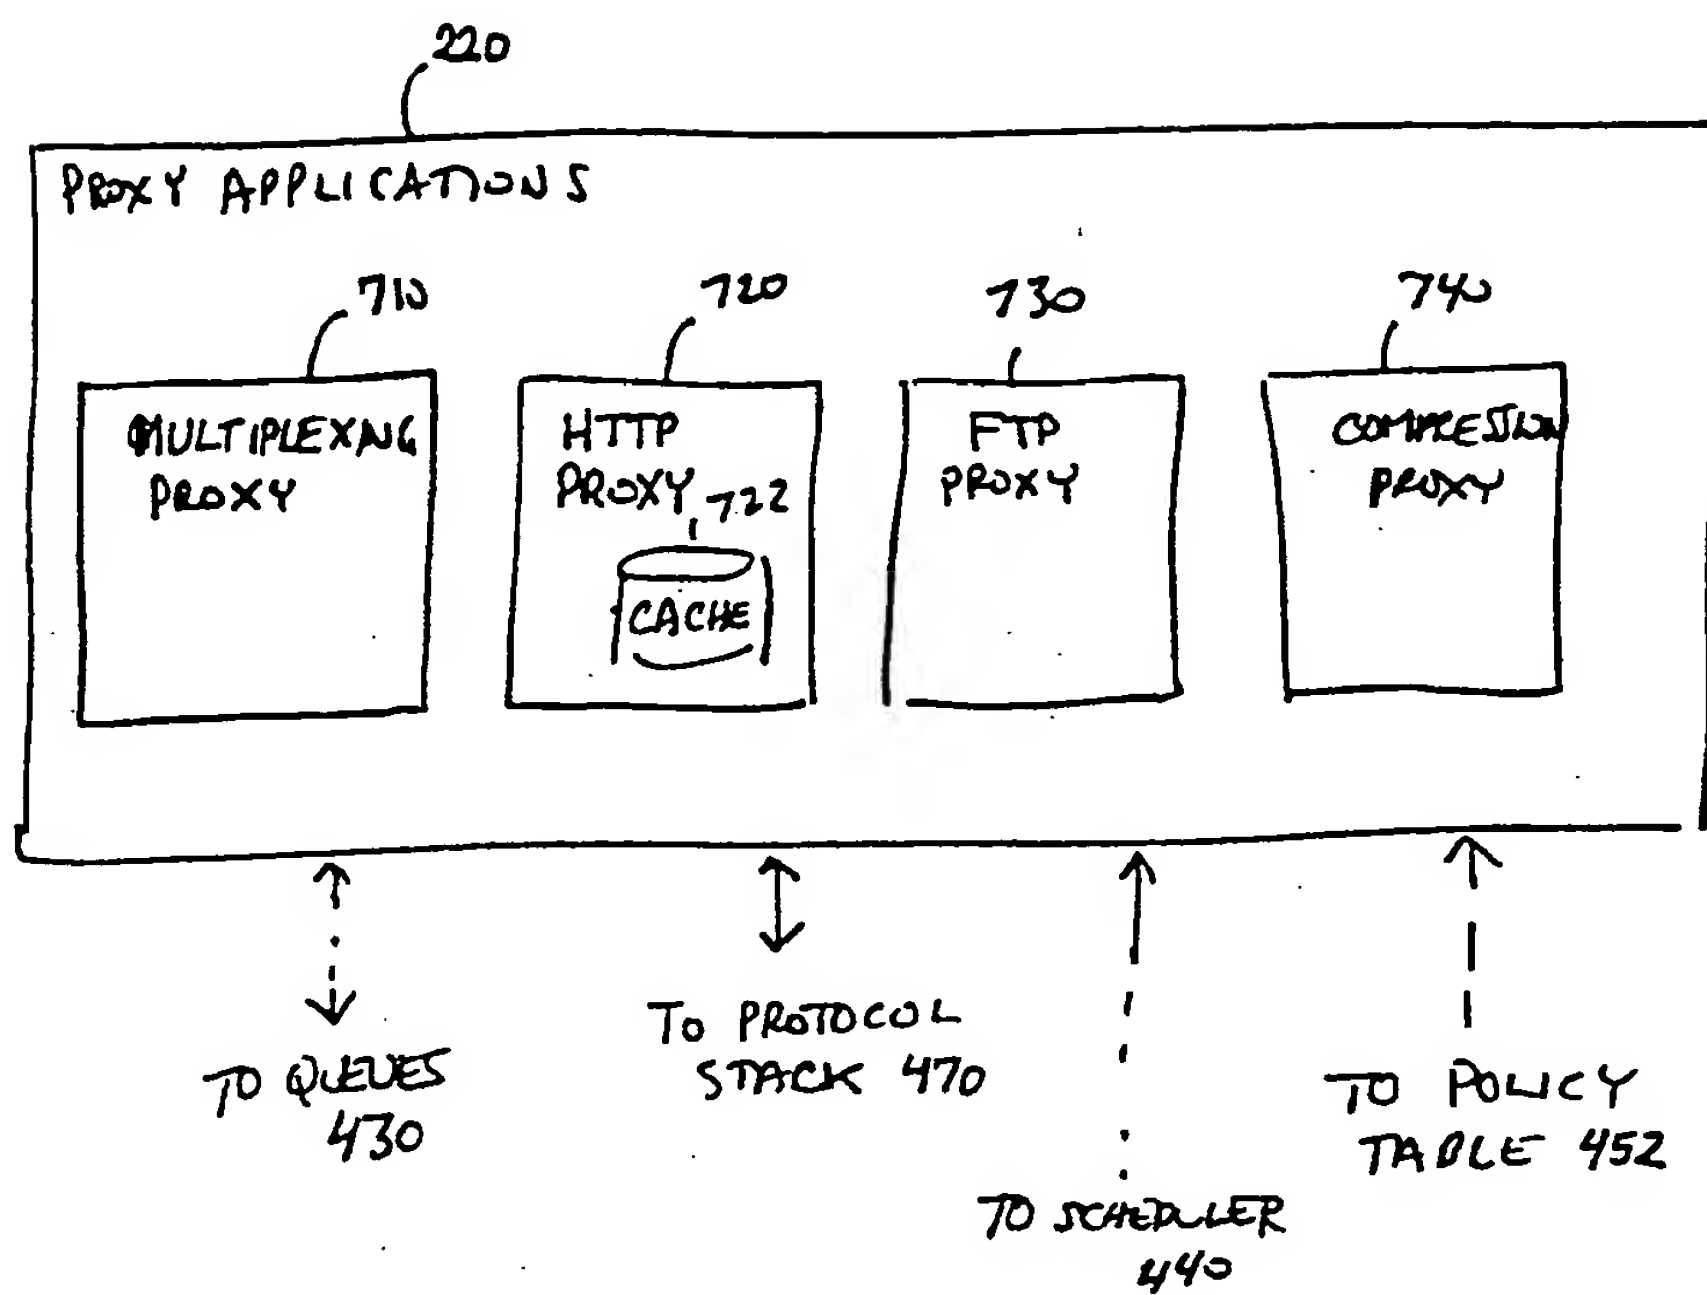 220
PROXY APPLICATIONS
710
720
730
740
MULTIPLEXING
PROXY
HTTP
PROXY
722
CACHE
FTP
PROXY
COMPRESSION
PROXY
TO QUEUES
430
TO PROTOCOL
STACK 470
TO SCHEDULER
440
TO POLICY
TABLE 452